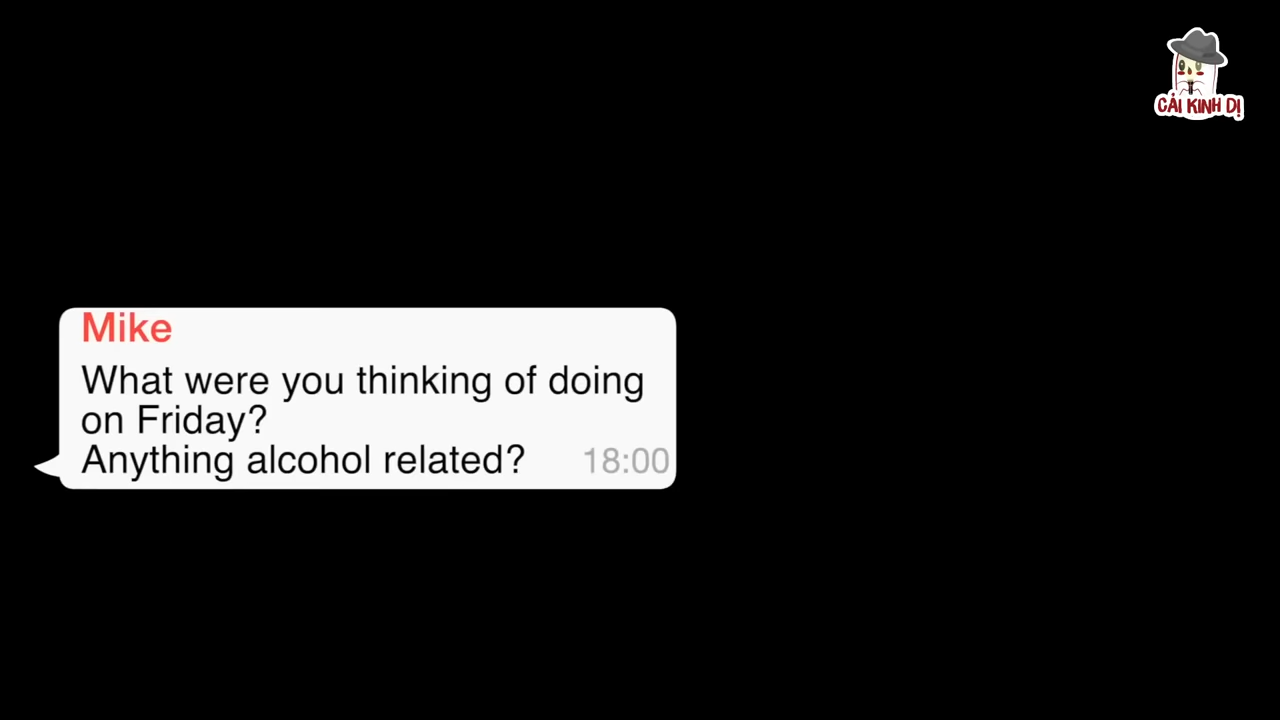 CẢI KINH DỊ
Mike
What were you thinking of doing
on Friday?
Anything alcohol related?
18:00